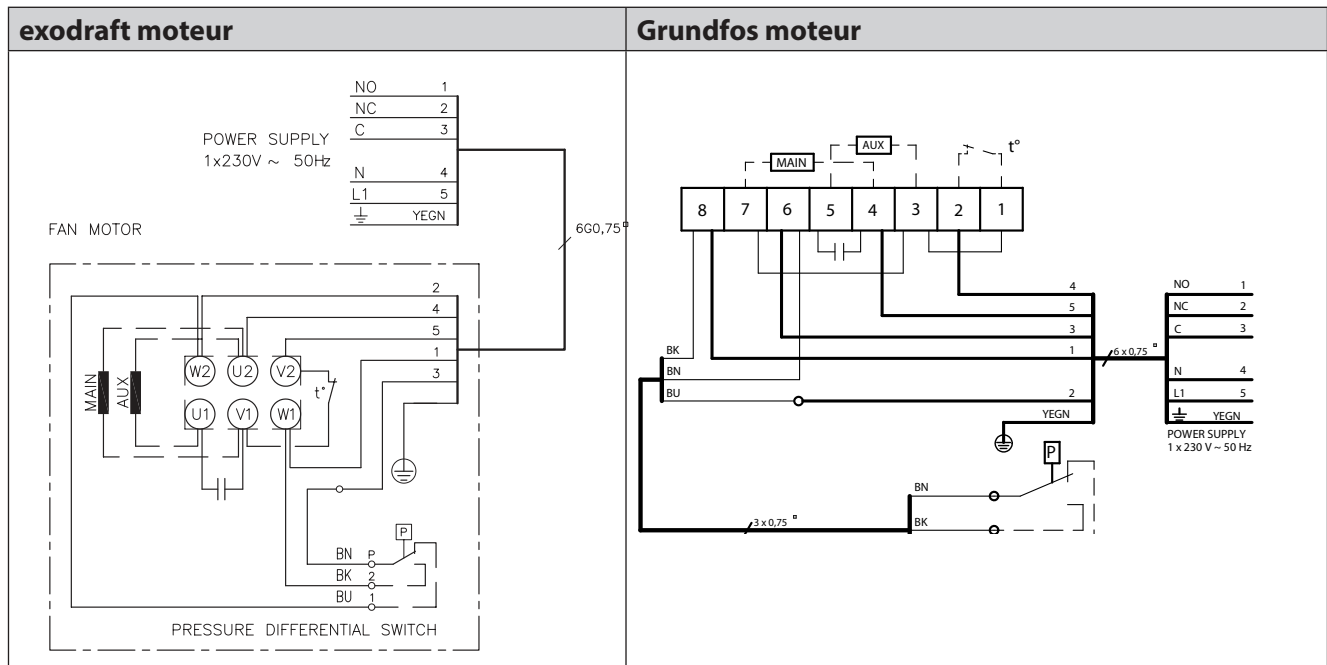 exodraft moteur
NO 1
NC 2
C 3
POWER SUPPLY
1x230V ~ 50Hz
N 4
L1 5
YEGN
FAN MOTOR
6G0,75
2
4
5
1
3
MAIN
AUX
W2 U2 V2
t°
U1 V1 W1
P
BN P
BK 2
BU 1
PRESSURE DIFFERENTIAL SWITCH
Grundfos moteur
AUX
MAIN
t°
8 7 6 5 4 3 2 1
4
5
3
1
2
YEGN
BK
BN
BU
6 x 0,75
NO 1
NC 2
C 3
N 4
L1 5
YEGN
POWER SUPPLY
1 x 230 V ~ 50 Hz
P
BN
BK
3 x 0,75